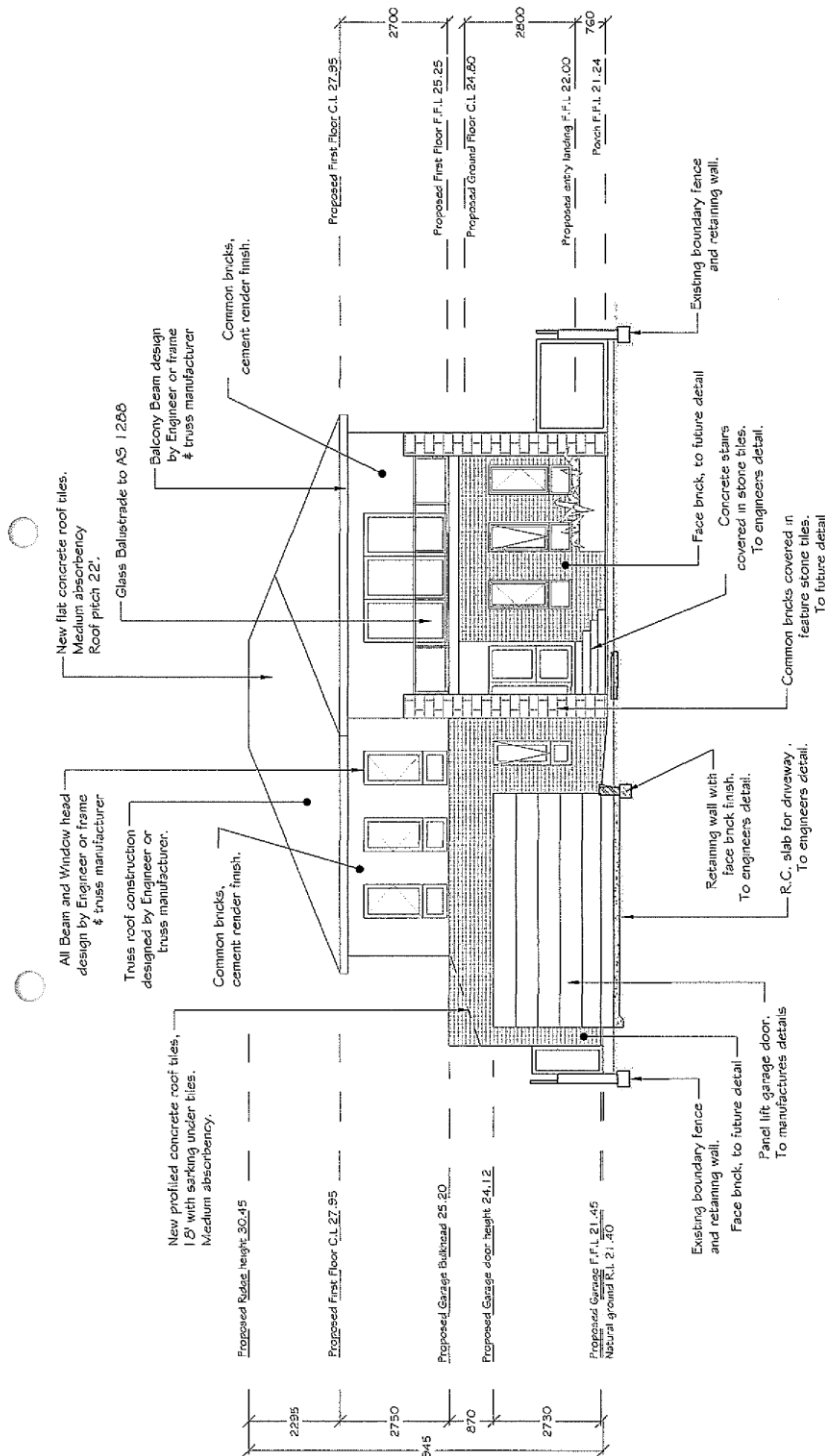 New flat concrete roof tiles.
Medium absorbency
Roof pitch 22'.
Glass Balustrade to AS 1288
Balcony Beam design
by Engineer or frame
& truss manufacturer
Common bricks,
cement render finish.
All Beam and Window head
design by Engineer or frame
& truss manufacturer
Truss roof construction
designed by Engineer or
truss manufacturer.
Common bricks,
cement render finish.
New profiled concrete roof tiles,
18' with sarking under tiles.
Medium absorbency.
Proposed First Floor C.L 27.95
2700
Proposed First Floor F.F.L 25.25
Proposed Ground Floor C.L 24.80
2800
Proposed entry landing F.F.L 22.00
760
Porch F.F.L 21.24
Proposed Ridge height 30.45
2295
Proposed First Floor C.L 27.95
2750
Proposed Garage Bulkhead 25.20
870
Proposed Garage door height 24.12
2730
Proposed Garage F.F.L 21.45
Natural ground R.L 21.40
945
Existing boundary fence
and retaining wall.
Face brick, to future detail
Concrete stairs
covered in stone tiles.
To engineers detail.
Common bricks covered in
feature stone tiles.
To future detail
Retaining wall with
face brick finish.
To engineers detail.
R.C. slab for driveway .
To engineers detail.
Panel lift garage door.
To manufactures details
Face brick, to future detail
Existing boundary fence
and retaining wall.